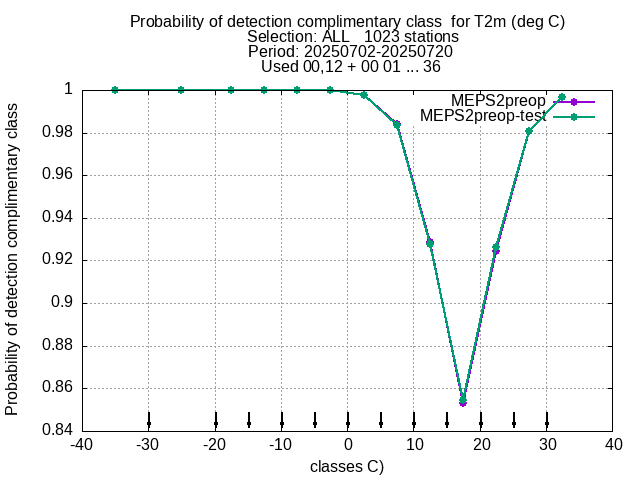 Probability of detection complimentary class  for T2m (deg C)
Selection: ALL   1023 stations
Period: 20250702-20250720
Used 00,12 + 00 01 ... 36
MEPS2preop
MEPS2preop-test
Probability of detection complimentary class
1
0.98
0.96
0.94
0.92
0.9
0.88
0.86
0.84
-40 -30 -20 -10 0 10 20 30 40
classes C)